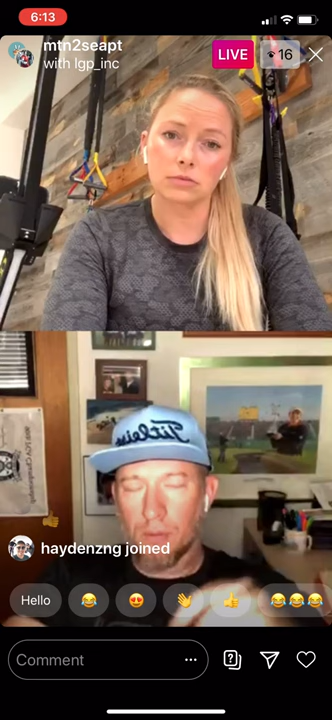 6:13
mtn2seapt
with lgp_inc
LIVE
16
Titleist
haydenzng joined
Hello
Comment